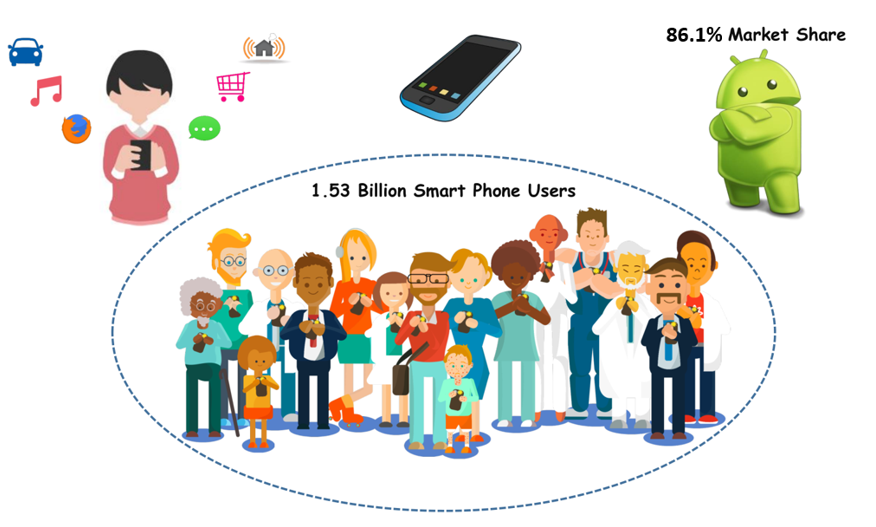 86.1% Market Share
1.53 Billion Smart Phone Users